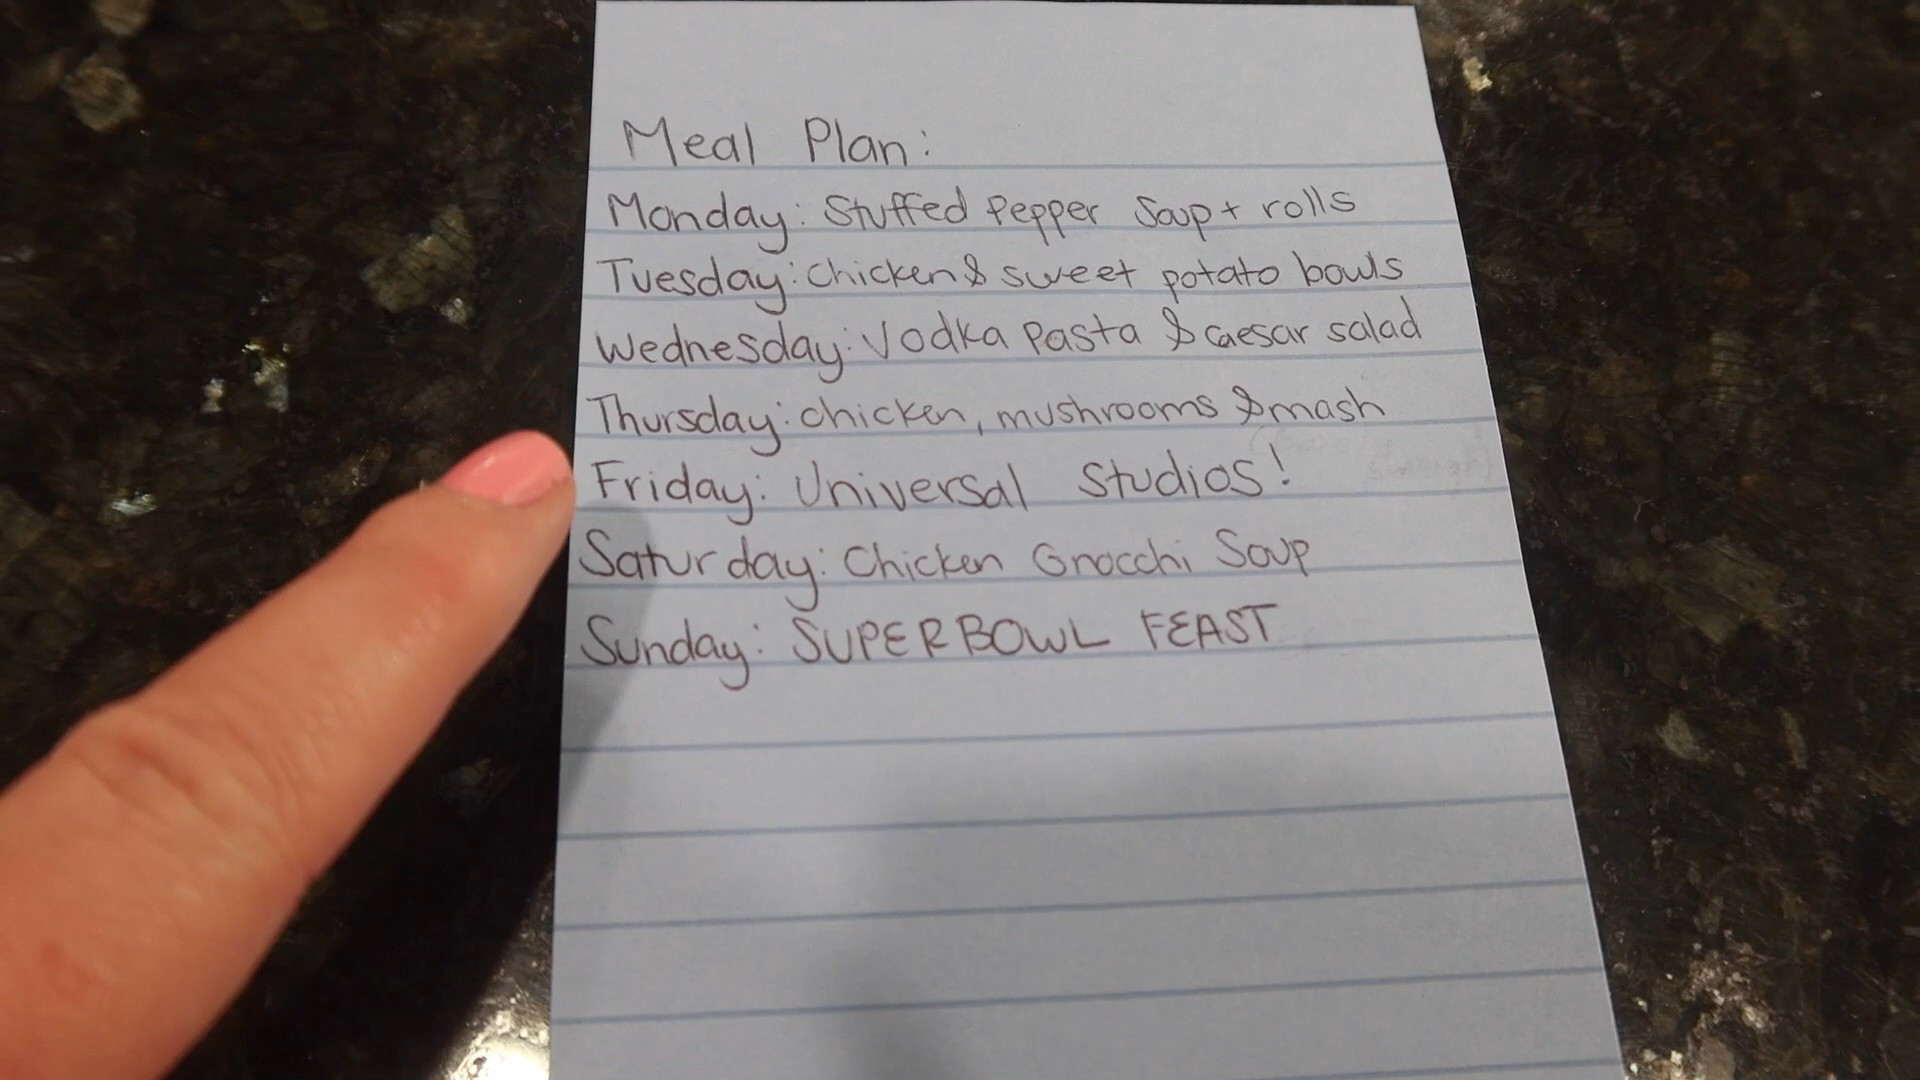 Meal Plan:
Monday: Stuffed Pepper Soup + rolls
Tuesday: Chicken & sweet potato bowls
Wednesday: Vodka Pasta & caesar salad
Thursday: chicken, mushrooms & mash
Friday: Universal Studios!
Saturday: Chicken Gnocchi Soup
Sunday: SUPERBOWL FEAST